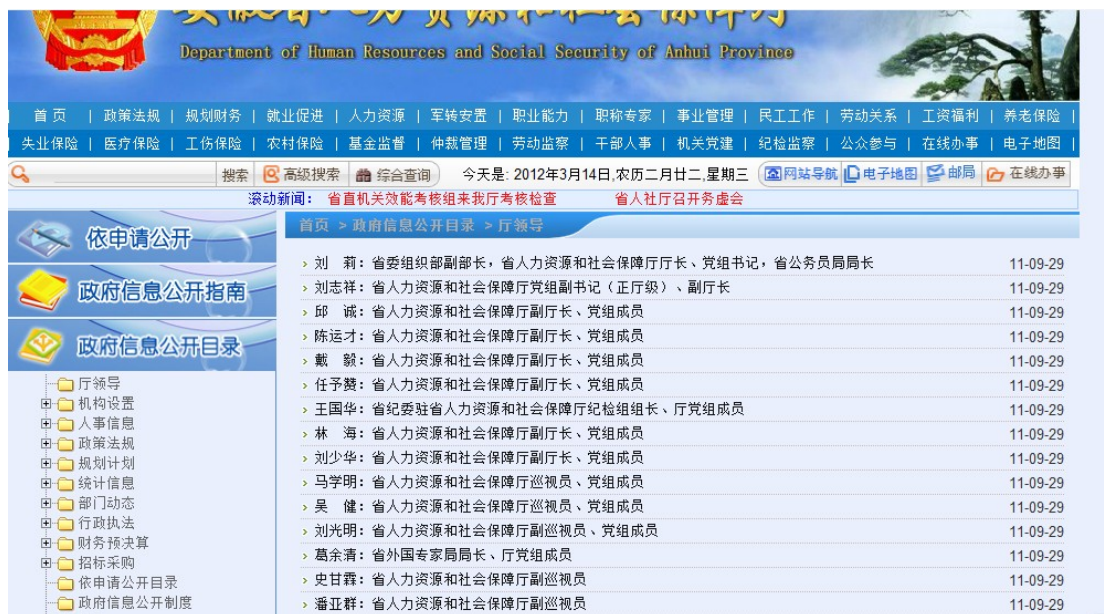 安徽省人力资源和社会保障厅
Department of Human Resources and Social Security of Anhui Province
首页 | 政策法规 | 规划财务 | 就业促进 | 人力资源 | 军转安置 | 职业能力 | 职称专家 | 事业管理 | 民工工作 | 劳动关系 | 工资福利 | 养老保险 |
失业保险 | 医疗保险 | 工伤保险 | 农村保险 | 基金监督 | 仲裁管理 | 劳动监察 | 干部人事 | 机关党建 | 纪检监察 | 公众参与 | 在线办事 | 电子地图 |
搜索 高级搜索 综合查询 今天是: 2012年3月14日,农历二月廿二,星期三 网站导航 电子地图 邮局 在线办事
滚动新闻： 省直机关效能考核组来我厅考核检查 省人社厅召开务虚会
首页 > 政府信息公开目录 > 厅领导
依申请公开
政府信息公开指南
政府信息公开目录
厅领导
机构设置
人事信息
政策法规
规划计划
统计信息
部门动态
行政执法
财务预决算
招标采购
依申请公开目录
政府信息公开制度
刘 莉：省委组织部副部长，省人力资源和社会保障厅厅长、党组书记，省公务员局局长 11-09-29
刘志祥：省人力资源和社会保障厅党组副书记（正厅级）、副厅长 11-09-29
邱 诚：省人力资源和社会保障厅副厅长、党组成员 11-09-29
陈运才：省人力资源和社会保障厅副厅长、党组成员 11-09-29
戴 毅：省人力资源和社会保障厅副厅长、党组成员 11-09-29
任予赞：省人力资源和社会保障厅副厅长、党组成员 11-09-29
王国华：省纪委驻省人力资源和社会保障厅纪检组组长、厅党组成员 11-09-29
林 海：省人力资源和社会保障厅副厅长、党组成员 11-09-29
刘少华：省人力资源和社会保障厅副厅长、党组成员 11-09-29
马学明：省人力资源和社会保障厅巡视员、党组成员 11-09-29
吴 健：省人力资源和社会保障厅巡视员、党组成员 11-09-29
刘光明：省人力资源和社会保障厅副巡视员、党组成员 11-09-29
葛余清：省外国专家局局长、厅党组成员 11-09-29
史甘霖：省人力资源和社会保障厅副巡视员 11-09-29
潘亚群：省人力资源和社会保障厅副巡视员 11-09-29